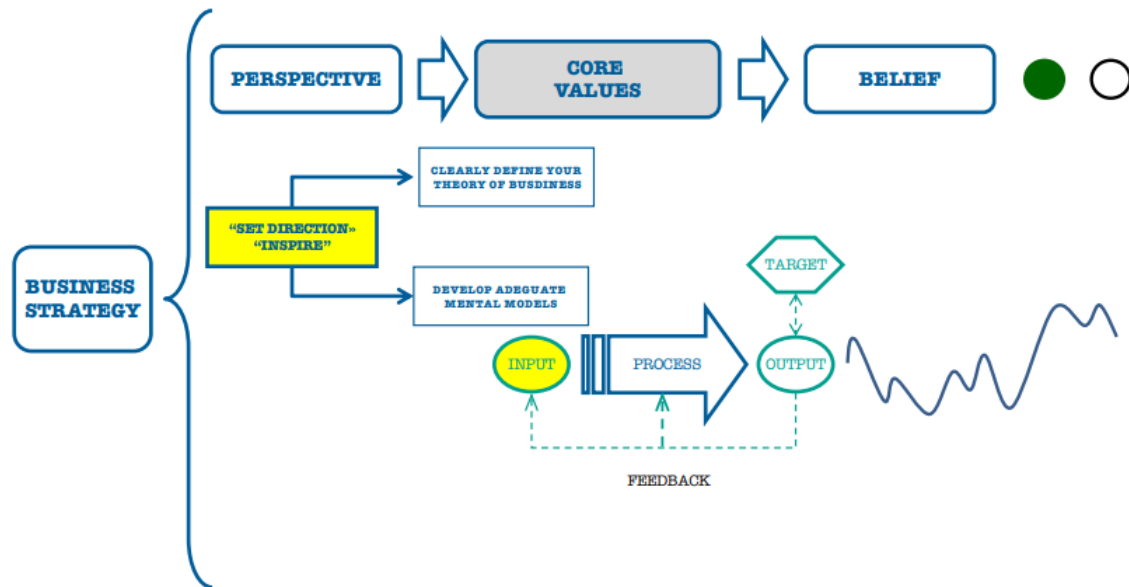 PERSPECTIVE
CORE
VALUES
BELIEF
CLEARLY DEFINE YOUR
THEORY OF BUSDINESS
“SET DIRECTION»
“INSPIRE”
BUSINESS
STRATEGY
DEVELOP ADEGUATE
MENTAL MODELS
TARGET
INPUT
PROCESS
OUTPUT
FEEDBACK